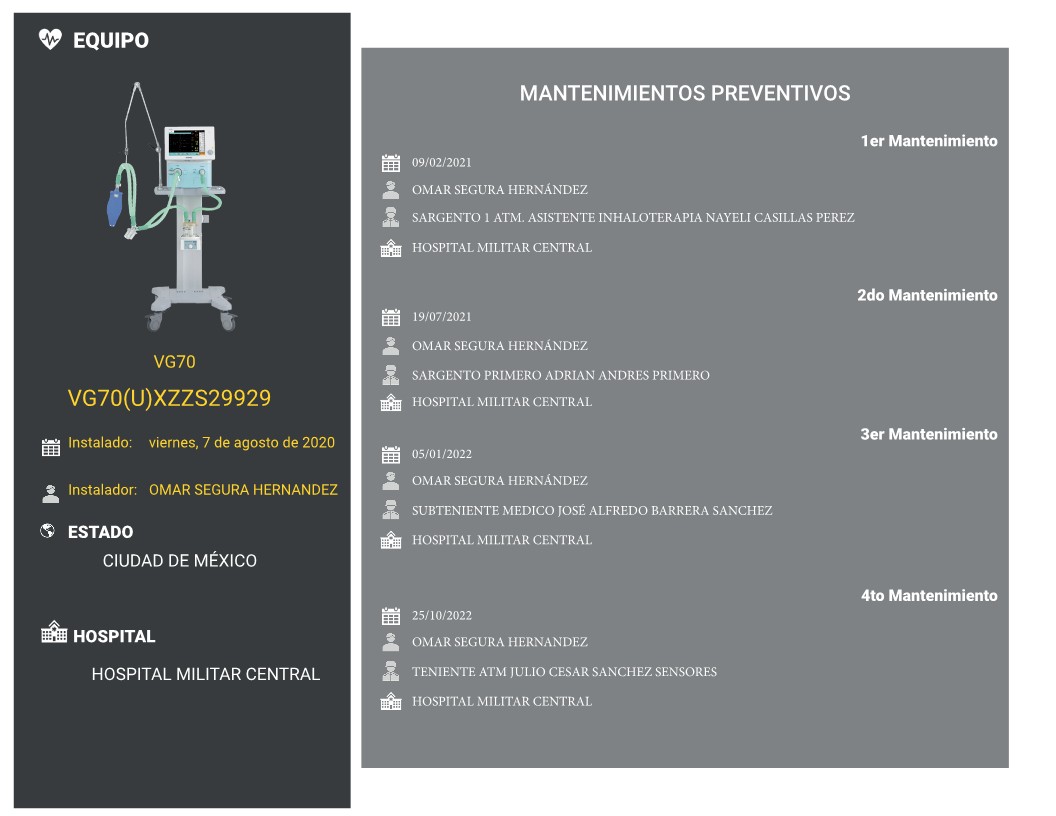 EQUIPO
VG70
VG70(U)XZZS29929
Instalado: viernes, 7 de agosto de 2020
Instalador: OMAR SEGURA HERNANDEZ
ESTADO
CIUDAD DE MÉXICO
HOSPITAL
HOSPITAL MILITAR CENTRAL
MANTENIMIENTOS PREVENTIVOS
1er Mantenimiento
09/02/2021
OMAR SEGURA HERNÁNDEZ
SARGENTO 1 ATM. ASISTENTE INHALOTERAPIA NAYELI CASILLAS PEREZ
HOSPITAL MILITAR CENTRAL
2do Mantenimiento
19/07/2021
OMAR SEGURA HERNÁNDEZ
SARGENTO PRIMERO ADRIAN ANDRES PRIMERO
HOSPITAL MILITAR CENTRAL
3er Mantenimiento
05/01/2022
OMAR SEGURA HERNÁNDEZ
SUBTENIENTE MEDICO JOSÉ ALFREDO BARRERA SANCHEZ
HOSPITAL MILITAR CENTRAL
4to Mantenimiento
25/10/2022
OMAR SEGURA HERNANDEZ
TENIENTE ATM JULIO CESAR SANCHEZ SENSORES
HOSPITAL MILITAR CENTRAL